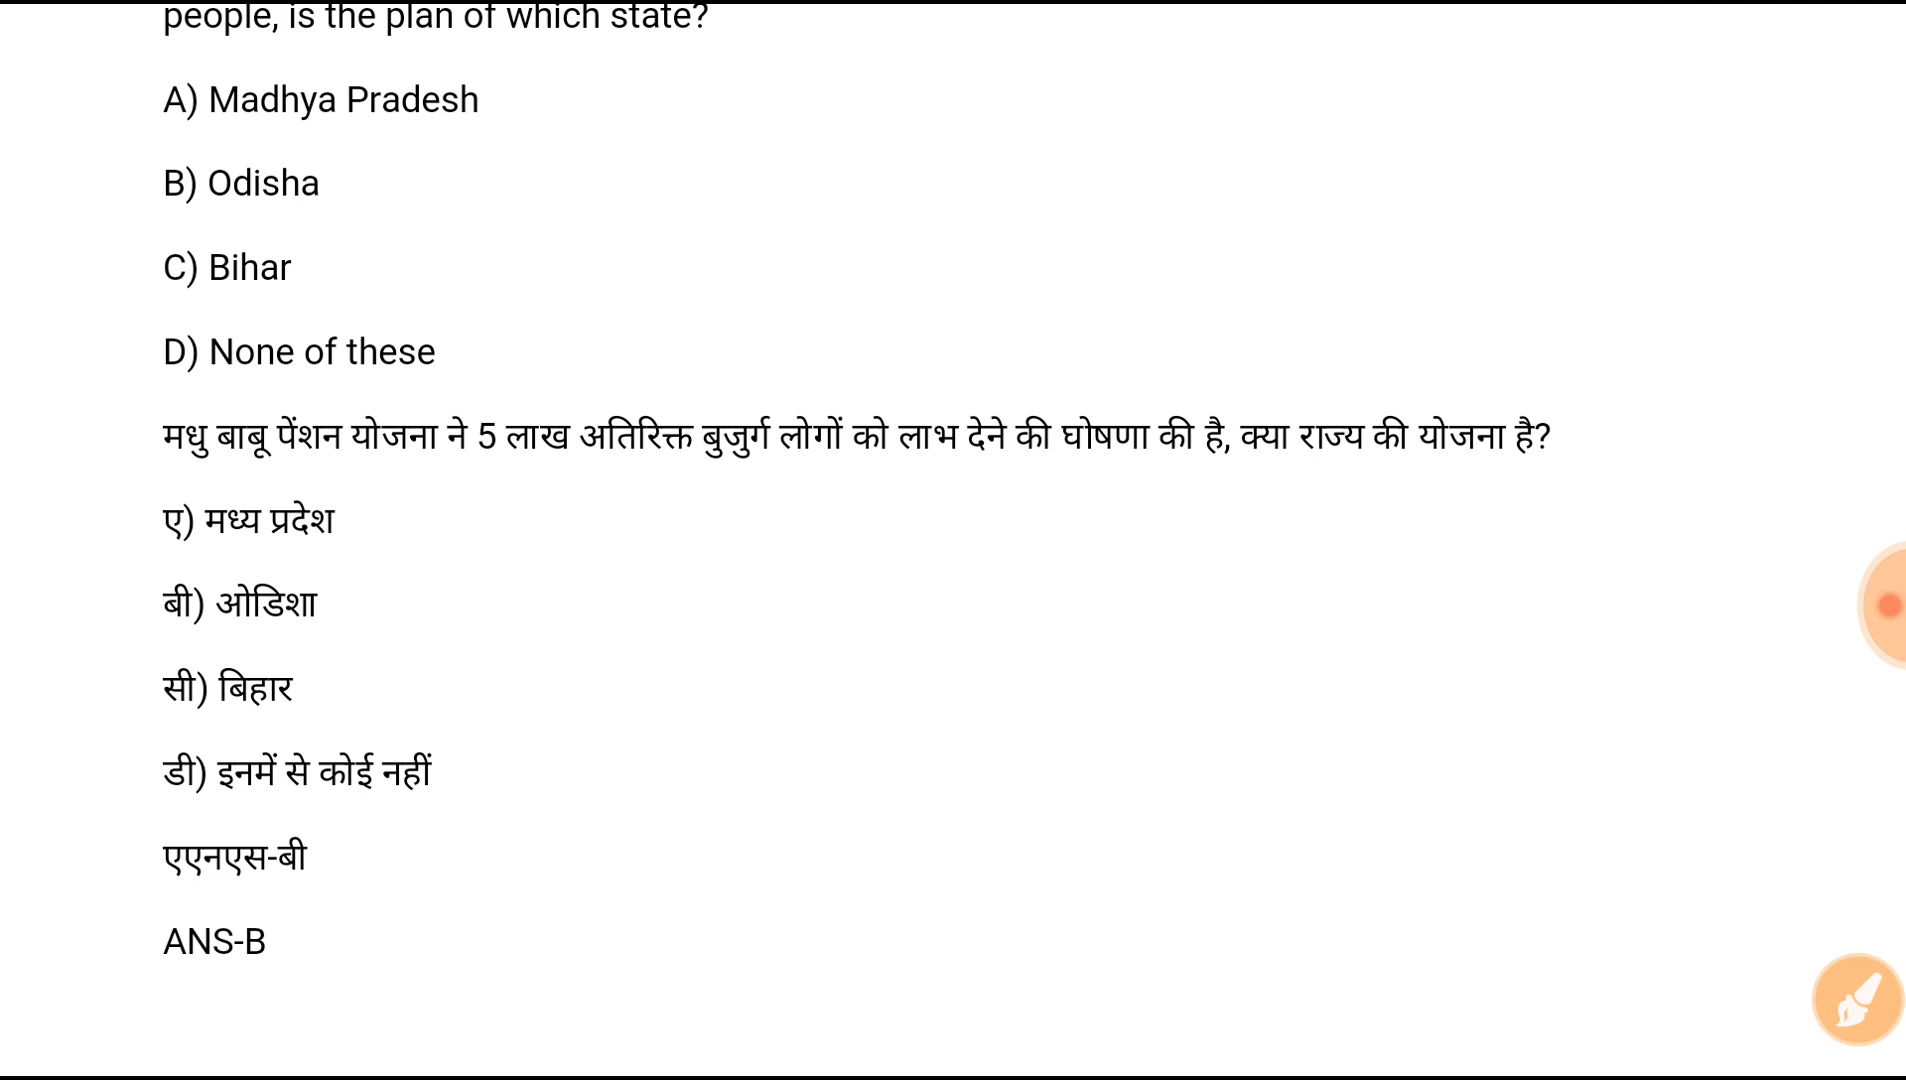 people, is the plan of which state?
A) Madhya Pradesh
B) Odisha
C) Bihar
D) None of these
मधु बाबू पेंशन योजना ने 5 लाख अतिरिक्त बुजुर्ग लोगों को लाभ देने की घोषणा की है, क्या राज्य की योजना है?
ए) मध्य प्रदेश
बी) ओडिशा
सी) बिहार
डी) इनमें से कोई नहीं
एएनएस-बी
ANS-B